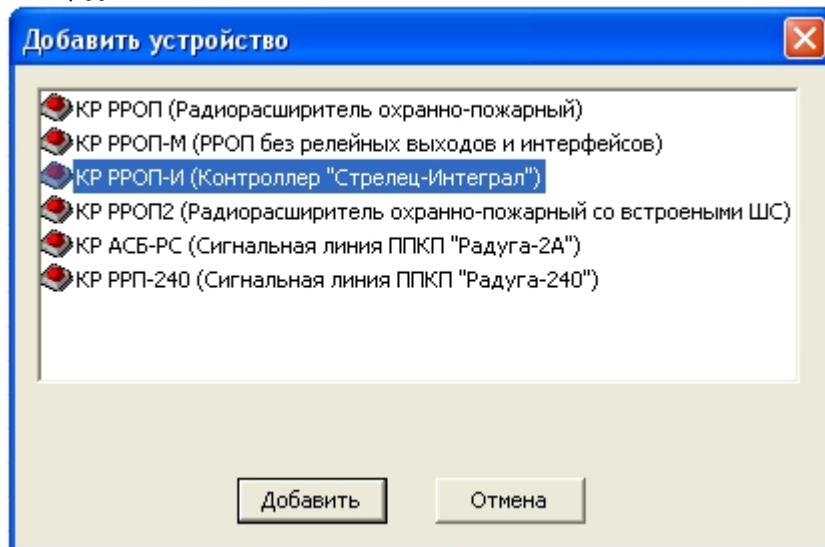 Добавить устройство
КР РРОП (Радиорасширитель охранно-пожарный)
КР РРОП-М (РРОП без релейных выходов и интерфейсов)
КР РРОП-И (Контроллер "Стрелец-Интеграл")
КР РРОП2 (Радиорасширитель охранно-пожарный со встроеными ШС)
КР АСБ-РС (Сигнальная линия ППКП "Радуга-2А")
КР РРП-240 (Сигнальная линия ППКП "Радуга-240")
Добавить Отмена